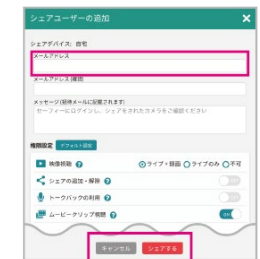 シェアユーザーの追加 ×
シェアデバイス: 自宅
メールアドレス
メールアドレス(確認)
メッセージ(招待メールに記載されます)
セーフィーにログインし、シェアをされたカメラをご確認ください
権限設定 デフォルト設定
映像視聴 ? ライブ+録画 ライブのみ 不可
シェアの追加・解除 ?
トークバックの利用 ?
ムービークリップ視聴 ? ON
キャンセル シェアする